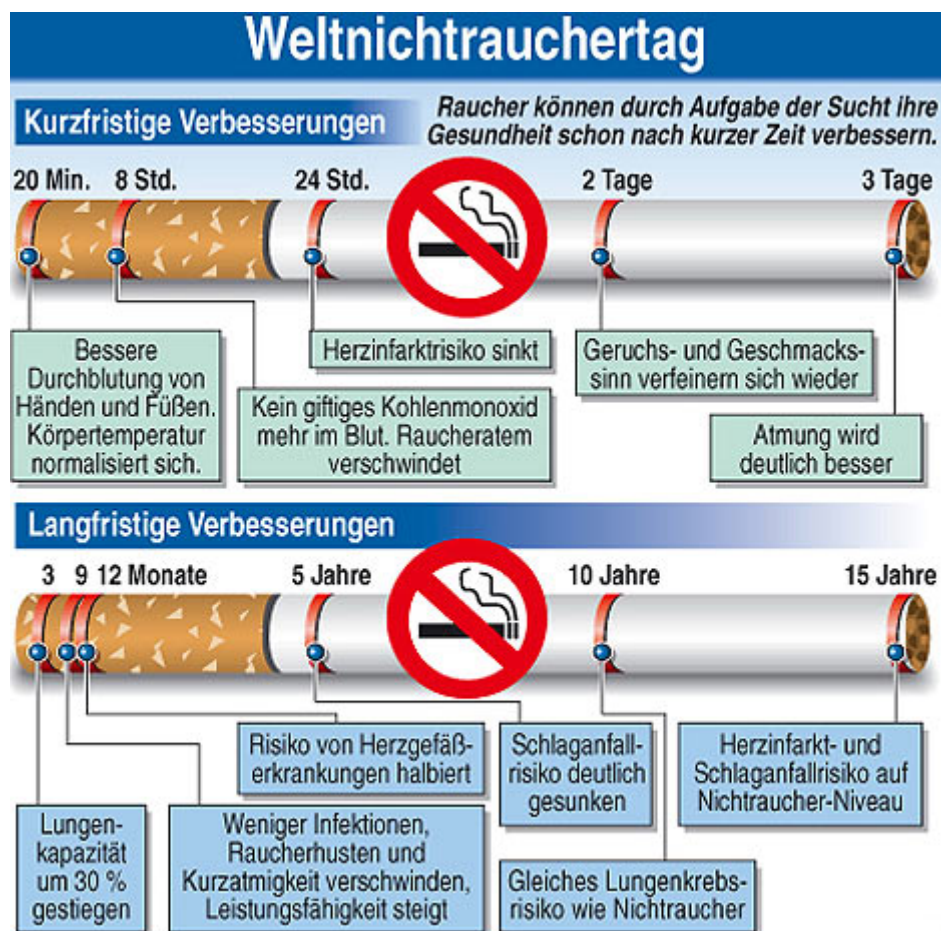 Weltnichtrauchertag
Kurzfristige Verbesserungen
Raucher können durch Aufgabe der Sucht ihre
Gesundheit schon nach kurzer Zeit verbessern.
20 Min. 8 Std. 24 Std. 2 Tage 3 Tage
Bessere
Durchblutung von
Händen und Füßen.
Körpertemperatur
normalisiert sich.
Kein giftiges Kohlenmonoxid
mehr im Blut. Raucheratem
verschwindet
Herzinfarktrisiko sinkt
Geruchs- und Geschmacks-
sinn verfeinern sich wieder
Atmung wird
deutlich besser
Langfristige Verbesserungen
3 9 12 Monate 5 Jahre 10 Jahre 15 Jahre
Lungen-
kapazität
um 30 %
gestiegen
Weniger Infektionen,
Raucherhusten und
Kurzatmigkeit verschwinden,
Leistungsfähigkeit steigt
Risiko von Herzgefäß-
erkrankungen halbiert
Schlaganfall-
risiko deutlich
gesunken
Gleiches Lungenkrebs-
risiko wie Nichtraucher
Herzinfarkt- und
Schlaganfallrisiko auf
Nichtraucher-Niveau